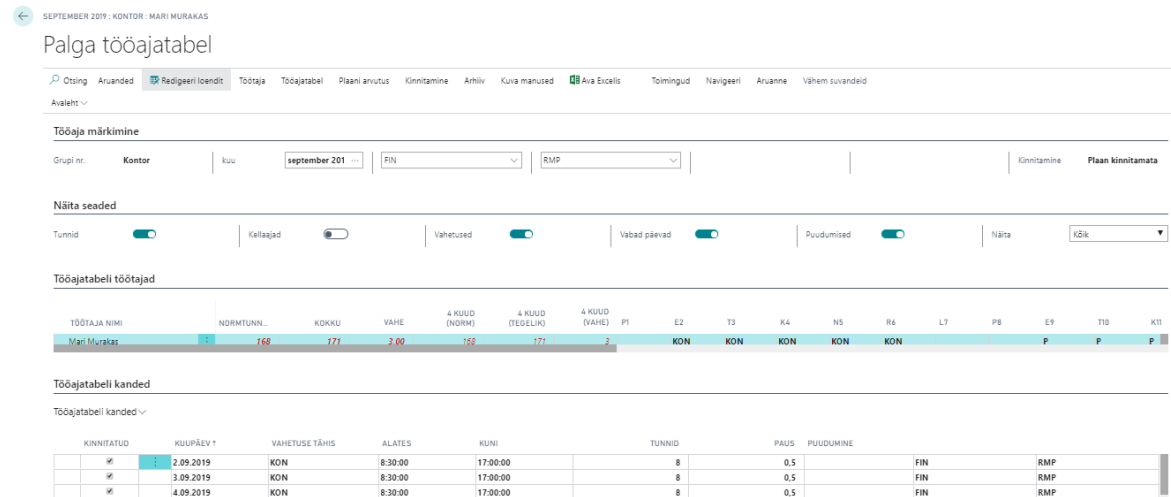 SEPTEMBER 2019 : KONTOR : MARI MURAKAS
Palga tööajatabel
Otsing Aruanded Redigeeri loendit Töötaja Tööajatabel Plaani arvutus Kinnitamine Arhiiv Kuva manused Ava Excelis Toimingud Navigeeri Aruanne Vähem suvandeid
Avaleht
Tööaja märkimine
Grupi nr. Kontor kuu september 201 ... FIN RMP Kinnitamine Plaan kinnitamata
Näita seaded
Tunnid Kellaajad Vahetused Vabad päevad Puudumised Näita Kõik
Tööajatabeli töötajad
TÖÖTAJA NIMI NORMTUNN... KOKKU VAHE 4 KUUD (NORM) 4 KUUD (TEGELIK) 4 KUUD (VAHE) P1 E2 T3 K4 N5 R6 L7 P8 E9 T10 K11
Mari Murakas 168 171 3.00 168 171 3 KON KON KON KON KON P P P
Tööajatabeli kanded
Tööajatabeli kanded
KINNITATUD KUUPÄEV ↑ VAHETUSE TÄHIS ALATES KUNI TUNNID PAUS PUUDUMINE
2.09.2019 KON 8:30:00 17:00:00 8 0,5 FIN RMP
3.09.2019 KON 8:30:00 17:00:00 8 0,5 FIN RMP
4.09.2019 KON 8:30:00 17:00:00 8 0,5 FIN RMP